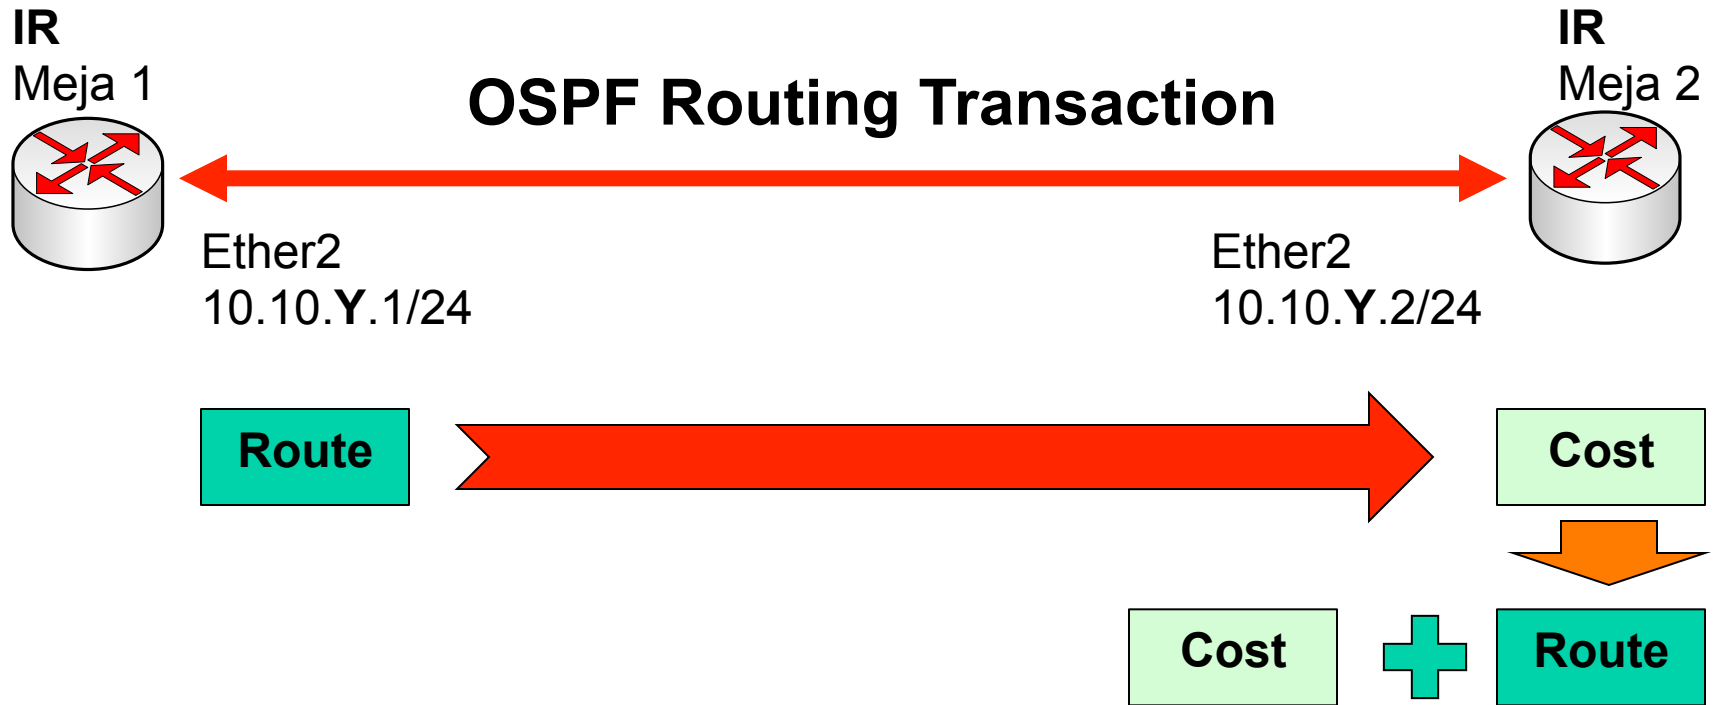 IR
Meja 1
IR
Meja 2
OSPF Routing Transaction
Ether2
10.10.Y.1/24
Ether2
10.10.Y.2/24
Route
Cost
Cost
Route